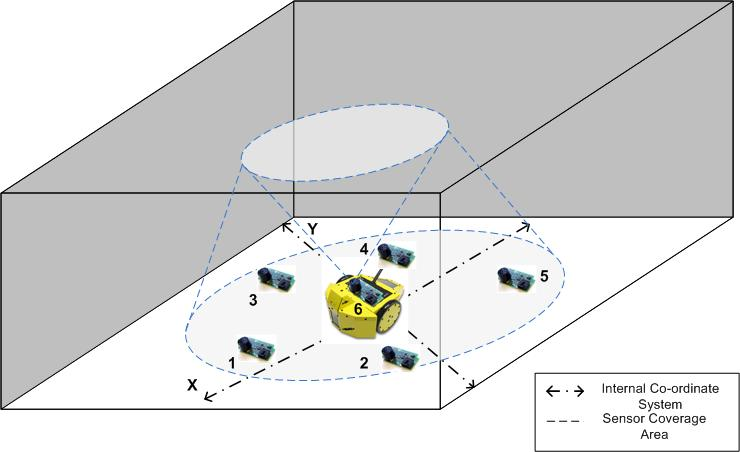 Y
4
5
3
6
1
2
X
Internal Co-ordinate
System
Sensor Coverage
Area